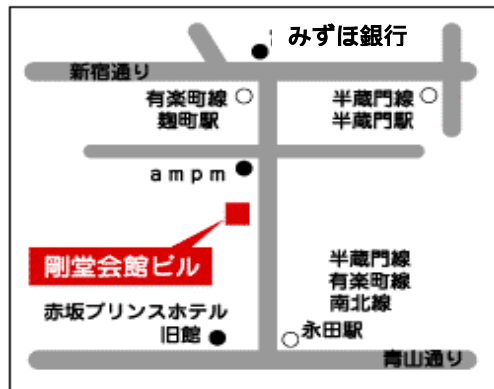 みずほ銀行
新宿通り
有楽町線
麹町駅
半蔵門線
半蔵門駅
ａｍｐｍ
剛堂会館ビル
半蔵門線
有楽町線
南北線
永田駅
赤坂プリンスホテル
旧館
青山通り